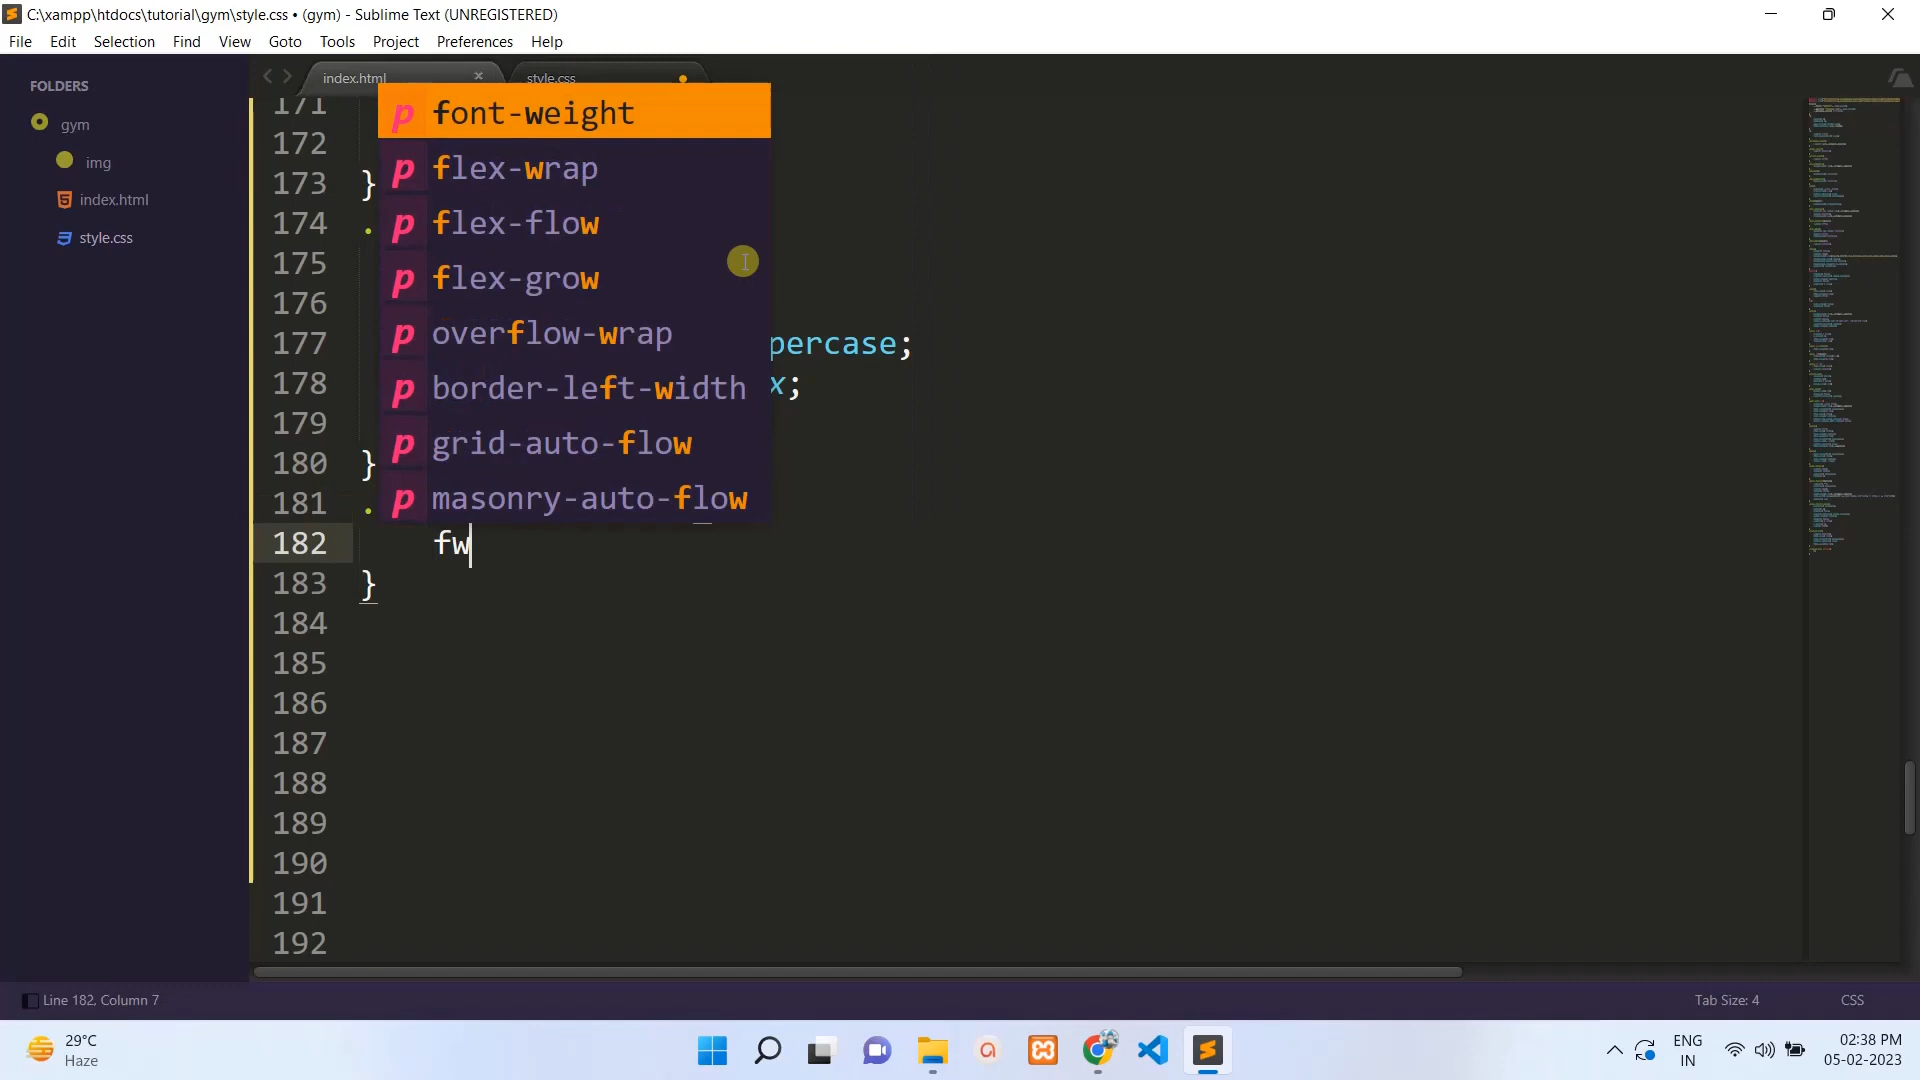 C:\xampp\htdocs\tutorial\gym\style.css • (gym) - Sublime Text (UNREGISTERED)
File Edit Selection Find View Goto Tools Project Preferences Help
FOLDERS
gym
img
index.html
style.css
index.html
style.css
font-weight
flex-wrap
flex-flow
flex-grow
overflow-wrap
border-left-width
grid-auto-flow
masonry-auto-flow
171
172
173 }
174 .
175
176
177 percase;
178 x;
179
180 }
181 .
182 fw
183 }
184
185
186
187
188
189
190
191
192
Line 182, Column 7
Tab Size: 4
CSS
29°C
Haze
ENG
IN
02:38 PM
05-02-2023